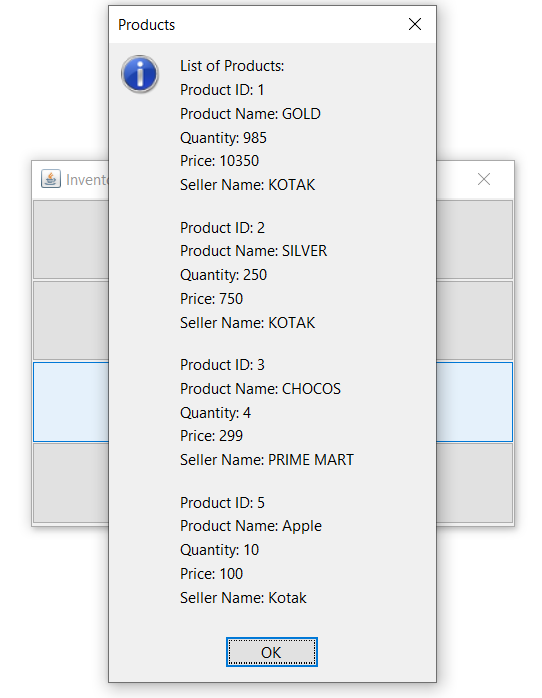 Products
List of Products:
Product ID: 1
Product Name: GOLD
Quantity: 985
Price: 10350
Seller Name: KOTAK
Product ID: 2
Product Name: SILVER
Quantity: 250
Price: 750
Seller Name: KOTAK
Product ID: 3
Product Name: CHOCOS
Quantity: 4
Price: 299
Seller Name: PRIME MART
Product ID: 5
Product Name: Apple
Quantity: 10
Price: 100
Seller Name: Kotak
OK